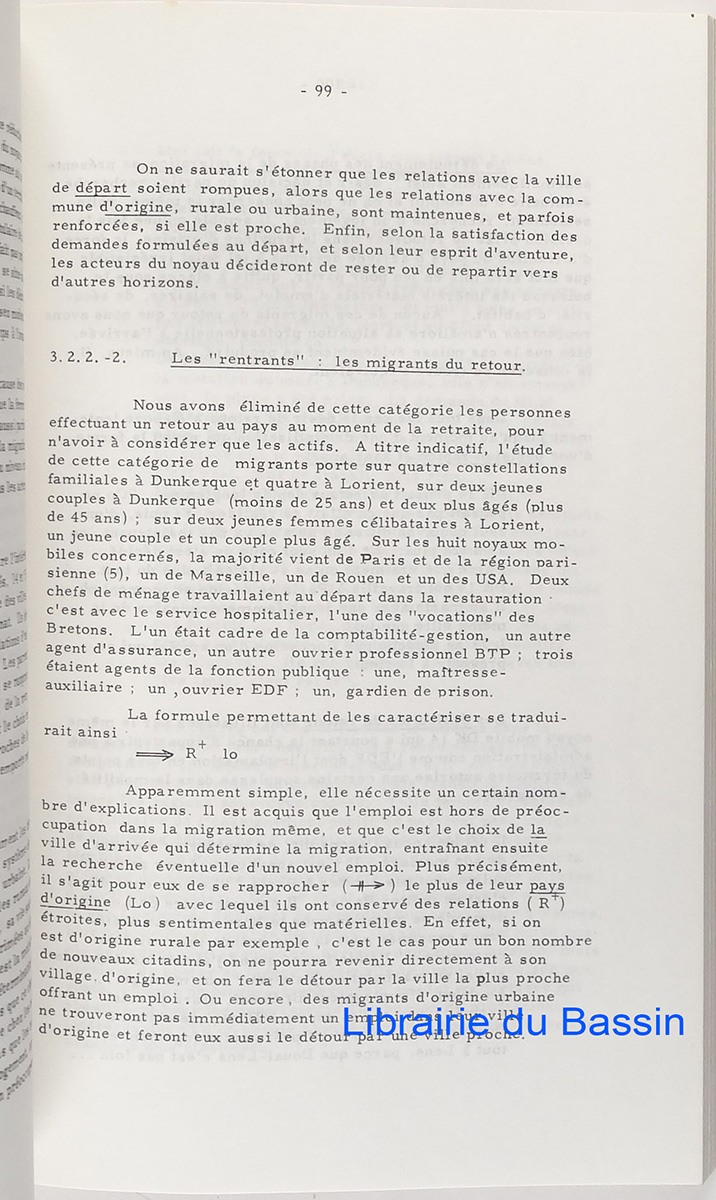 - 99 -
On ne saurait s'étonner que les relations avec la ville
de départ soient rompues, alors que les relations avec la com-
mune d'origine, rurale ou urbaine, sont maintenues, et parfois
renforcées, si elle est proche. Enfin, selon la satisfaction des
demandes formulées au départ, et selon leur esprit d'aventure,
les acteurs du noyau décideront de rester ou de repartir vers
d'autres horizons.
3.2.2.-2. Les "rentrants" : les migrants du retour.
Nous avons éliminé de cette catégorie les personnes
effectuant un retour au pays au moment de la retraite, pour
n'avoir à considérer que les actifs. A titre indicatif, l'étude
de cette catégorie de migrants porte sur quatre constellations
familiales à Dunkerque et quatre à Lorient, sur deux jeunes
couples à Dunkerque (moins de 25 ans) et deux plus âgés (plus
de 45 ans) ; sur deux jeunes femmes célibataires à Lorient,
un jeune couple et un couple plus âgé. Sur les huit noyaux mo-
biles concernés, la majorité vient de Paris et de la région pari-
sienne (5), un de Marseille, un de Rouen et un des USA. Deux
chefs de ménage travaillaient au départ dans la restauration
c'est avec le service hospitalier, l'une des "vocations" des
Bretons. L'un était cadre de la comptabilité-gestion, un autre
agent d'assurance, un autre ouvrier professionnel BTP ; trois
étaient agents de la fonction publique : une, maîtresse-
auxiliaire ; un , ouvrier EDF ; un, gardien de prison.
La formule permettant de les caractériser se tradui-
rait ainsi
⟹ R+ lo
Apparemment simple, elle nécessite un certain nom-
bre d'explications. Il est acquis que l'emploi est hors de préoc-
cupation dans la migration même, et que c'est le choix de la
ville d'arrivée qui détermine la migration, entraînant ensuite
la recherche éventuelle d'un nouvel emploi. Plus précisément,
il s'agit pour eux de se rapprocher (⇻) le plus de leur pays
d'origine (Lo) avec lequel ils ont conservé des relations (R+)
étroites, plus sentimentales que matérielles. En effet, si on
est d'origine rurale par exemple , c'est le cas pour un bon nombre
de nouveaux citadins, on ne pourra revenir directement à son
village d'origine, et on fera le détour par la ville la plus proche
offrant un emploi . Ou encore, des migrants d'origine urbaine
ne trouveront pas immédiatement un emploi dans leur ville
d'origine et feront eux aussi le détour par une ville proche.
Librairie du Bassin